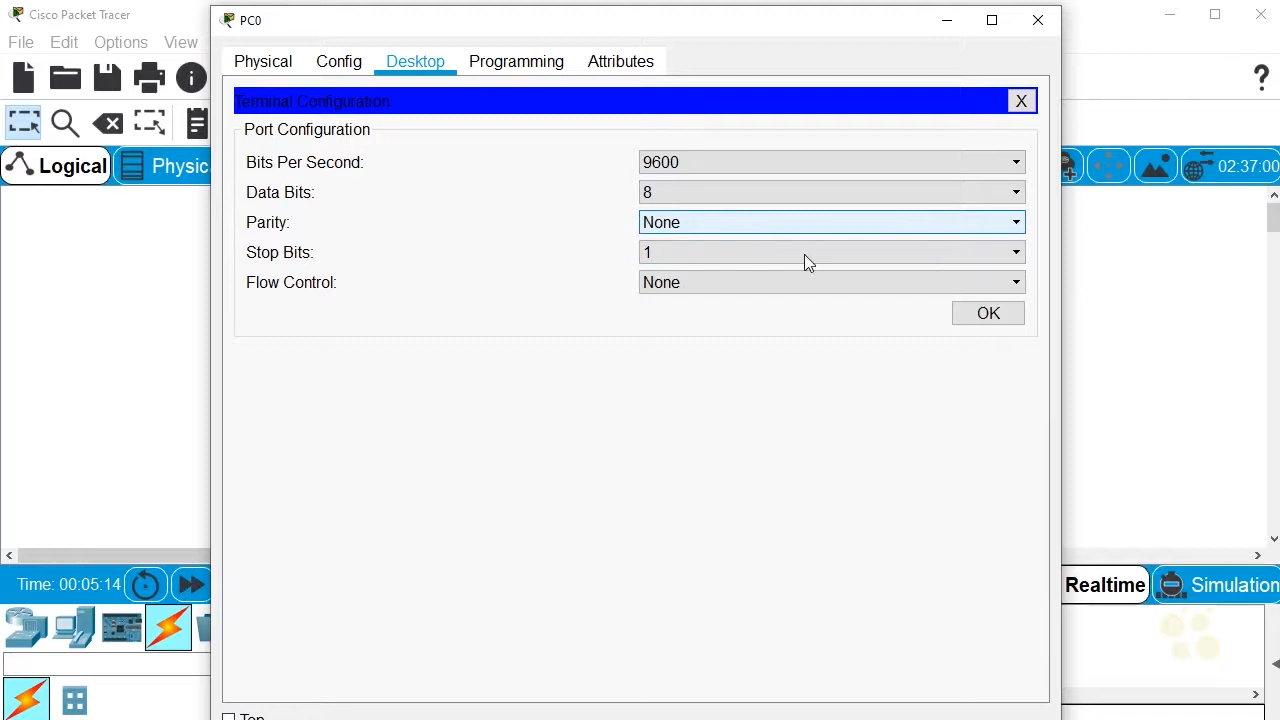 Cisco Packet Tracer
PC0
File Edit Options View
Physical Config Desktop Programming Attributes
Terminal Configuration X
Port Configuration
Bits Per Second: 9600
Data Bits: 8
Parity: None
Stop Bits: 1
Flow Control: None
OK
Logical
02:37:00
Time: 00:05:14
Realtime
Simulation